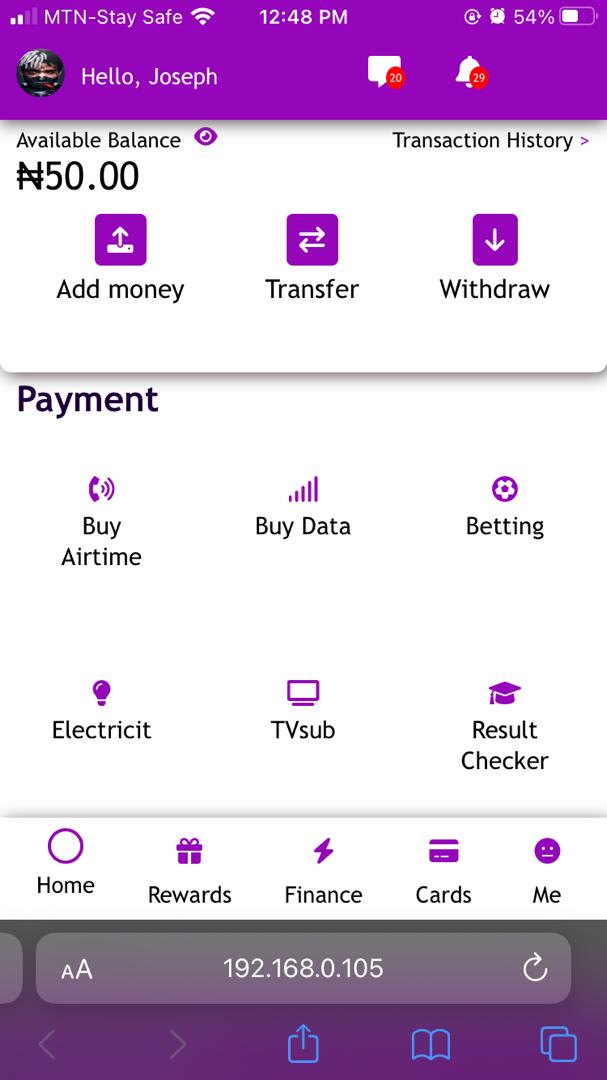 MTN-Stay Safe 12:48 PM 54%
Hello, Joseph 20 29
Available Balance Transaction History >
₦50.00
Add money Transfer Withdraw
Payment
Buy Airtime
Buy Data
Betting
Electricit
TVsub
Result Checker
Home Rewards Finance Cards Me
AA 192.168.0.105